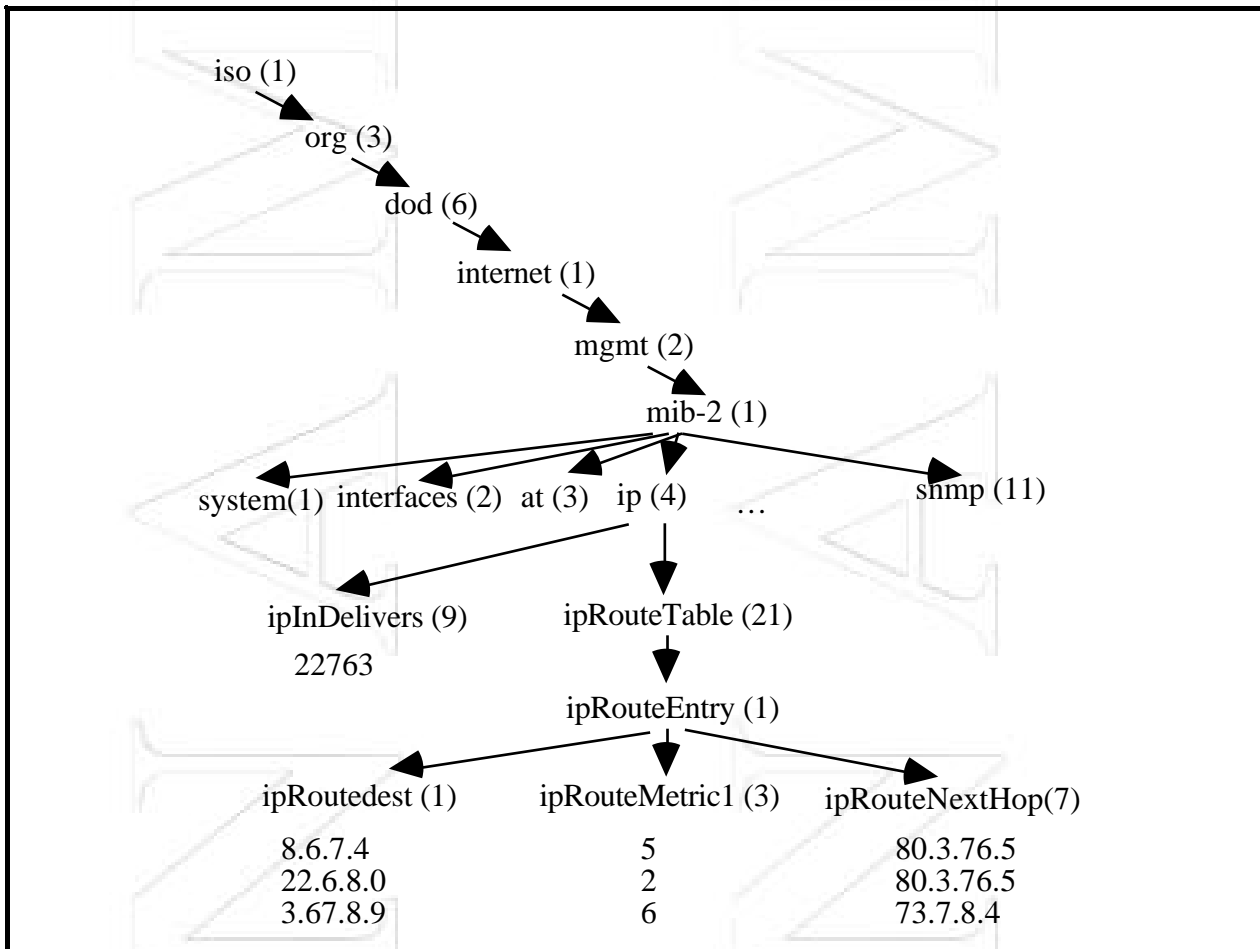 iso (1)
org (3)
dod (6)
internet (1)
mgmt (2)
mib-2 (1)
system(1) interfaces (2) at (3) ip (4) … snmp (11)
ipInDelivers (9) ipRouteTable (21)
22763
ipRouteEntry (1)
ipRoutedest (1) ipRouteMetric1 (3) ipRouteNextHop(7)
8.6.7.4 5 80.3.76.5
22.6.8.0 2 80.3.76.5
3.67.8.9 6 73.7.8.4